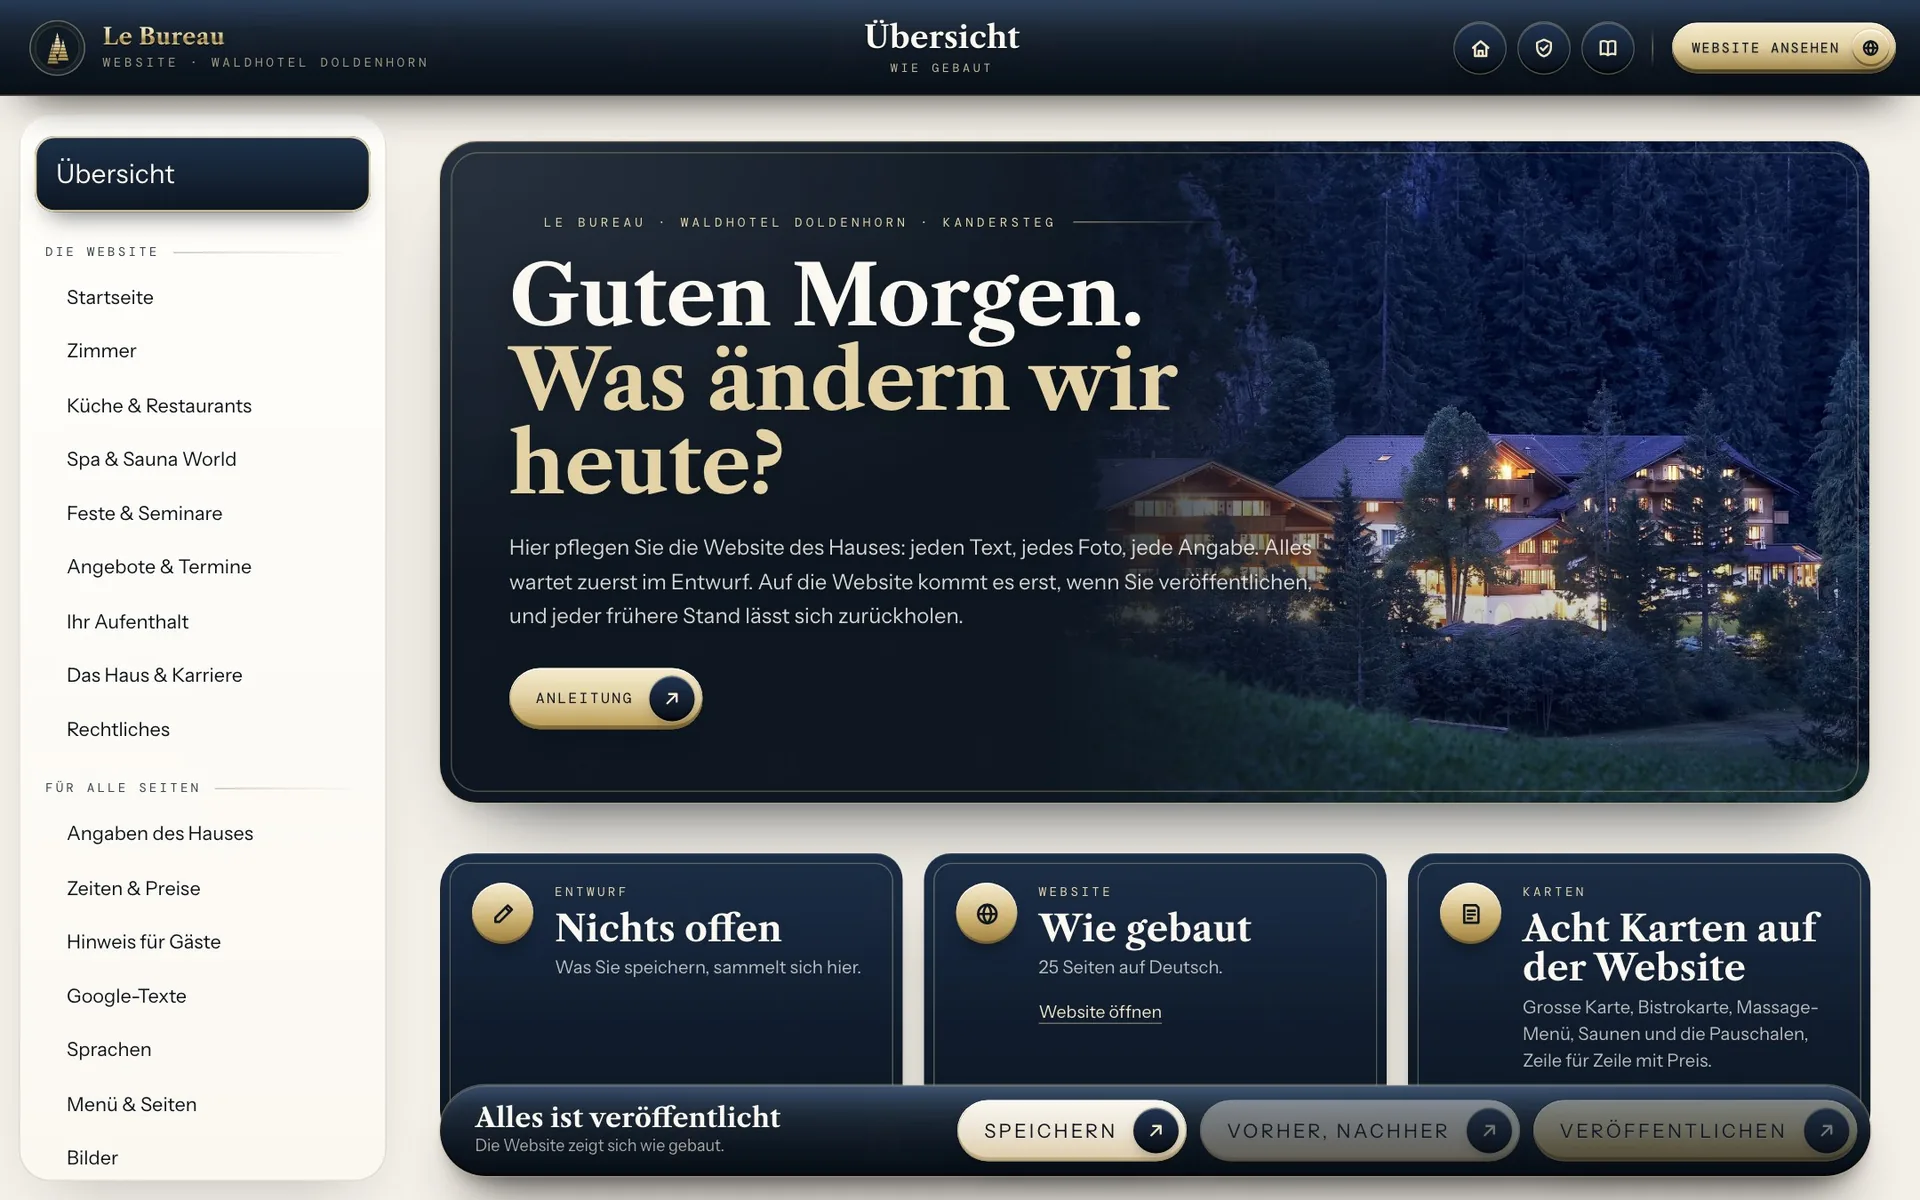 Le Bureau
WEBSITE · WALDHOTEL DOLDENHORN
Übersicht
WIE GEBAUT
WEBSITE ANSEHEN
Übersicht
DIE WEBSITE
Startseite
Zimmer
Küche & Restaurants
Spa & Sauna World
Feste & Seminare
Angebote & Termine
Ihr Aufenthalt
Das Haus & Karriere
Rechtliches
FÜR ALLE SEITEN
Angaben des Hauses
Zeiten & Preise
Hinweis für Gäste
Google-Texte
Sprachen
Menü & Seiten
Bilder
LE BUREAU · WALDHOTEL DOLDENHORN · KANDERSTEG
Guten Morgen.
Was ändern wir
heute?
Hier pflegen Sie die Website des Hauses: jeden Text, jedes Foto, jede Angabe. Alles
wartet zuerst im Entwurf. Auf die Website kommt es erst, wenn Sie veröffentlichen,
und jeder frühere Stand lässt sich zurückholen.
ANLEITUNG
ENTWURF
Nichts offen
Was Sie speichern, sammelt sich hier.
WEBSITE
Wie gebaut
25 Seiten auf Deutsch.
Website öffnen
KARTEN
Acht Karten auf
der Website
Grosse Karte, Bistrokarte, Massage-
Menü, Saunen und die Pauschalen,
Zeile für Zeile mit Preis.
Alles ist veröffentlicht
Die Website zeigt sich wie gebaut.
SPEICHERN
VORHER, NACHHER
VERÖFFENTLICHEN